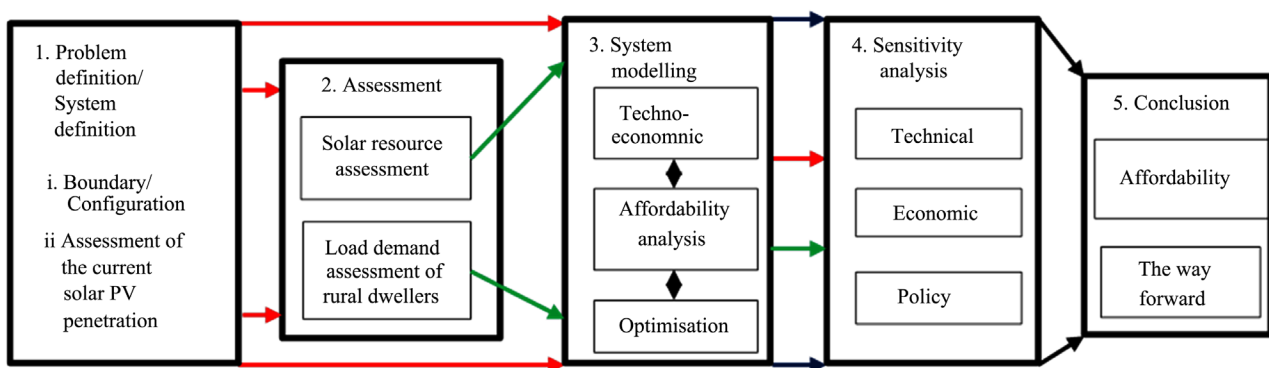 1. Problem
definition/
System
definition
i. Boundary/
Configuration
ii Assessment of
the current
solar PV
penetration
2. Assessment
Solar resource
assessment
Load demand
assessment of
rural dwellers
3. System
modelling
Techno-
economnic
Affordability
analysis
Optimisation
4. Sensitivity
analysis
Technical
Economic
Policy
5. Conclusion
Affordability
The way
forward